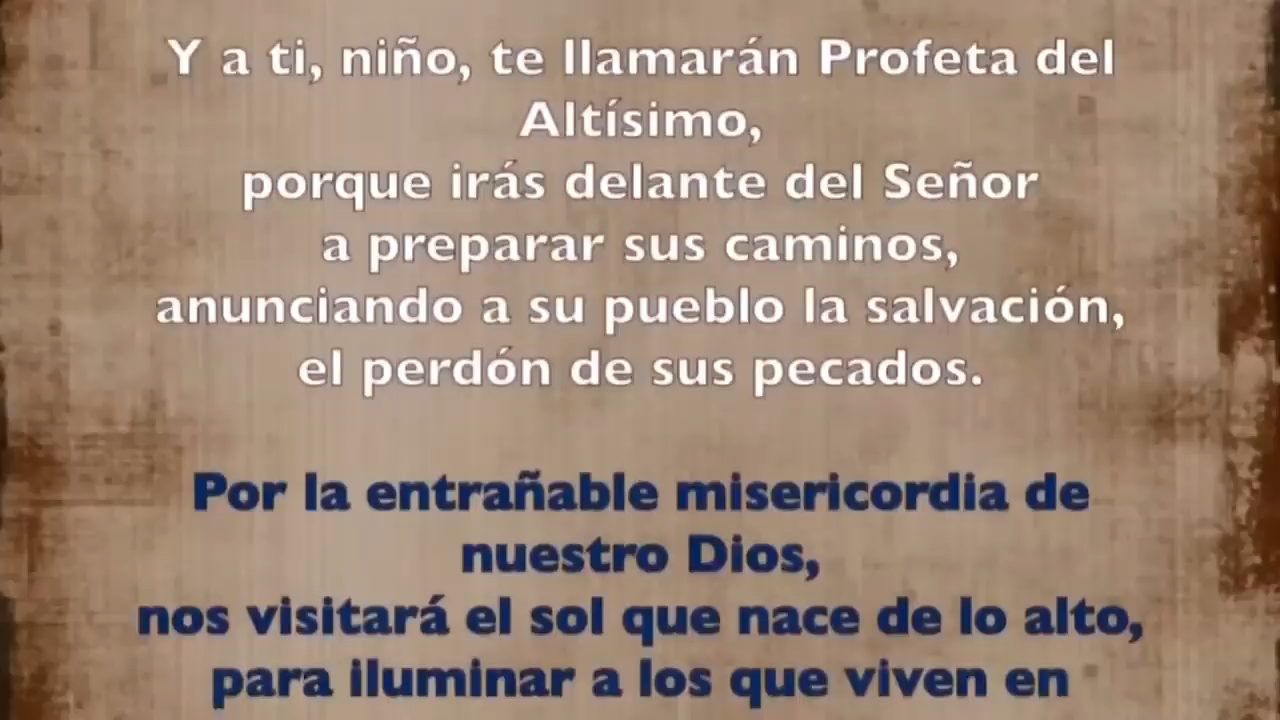 Y a ti, niño, te llamarán Profeta del
Altísimo,
porque irás delante del Señor
a preparar sus caminos,
anunciando a su pueblo la salvación,
el perdón de sus pecados.
Por la entrañable misericordia de
nuestro Dios,
nos visitará el sol que nace de lo alto,
para iluminar a los que viven en